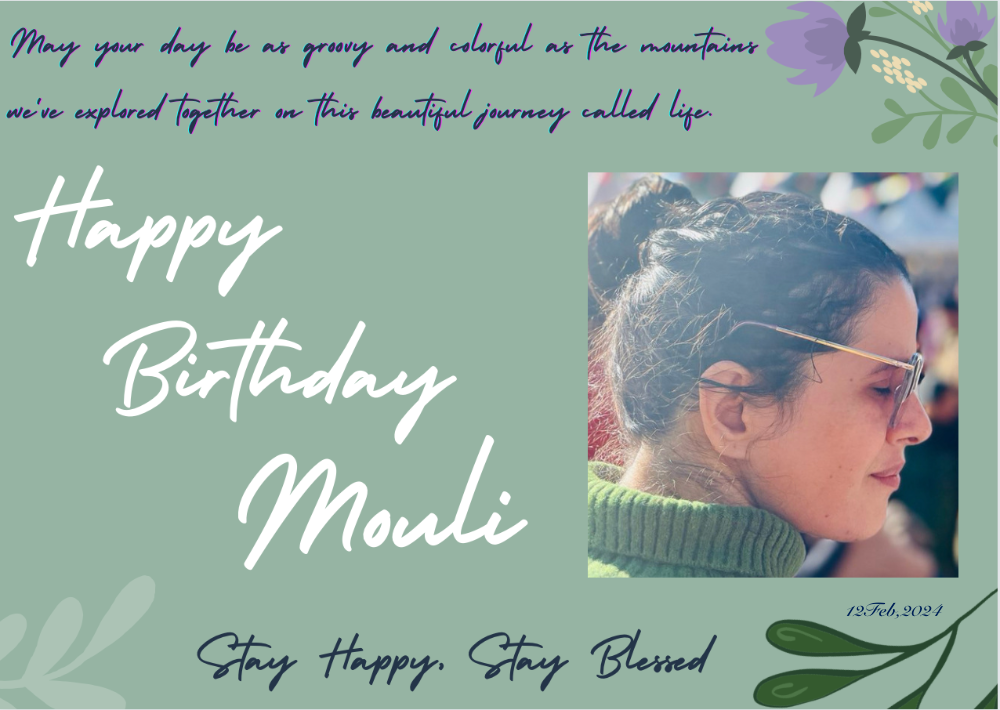 May your day be as groovy and colorful as the mountains
we've explored together on this beautiful journey called life.
Happy
Birthday
Mouli
12Feb,2024
Stay Happy. Stay Blessed